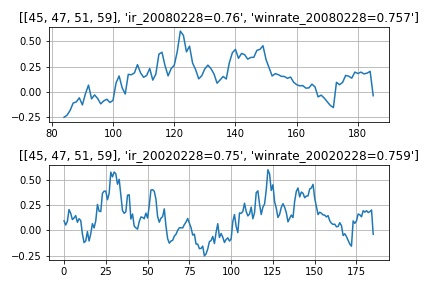 [[45, 47, 51, 59], 'ir_20080228=0.76', 'winrate_20080228=0.757']
0.50
0.25
0.00
−0.25
80 100 120 140 160 180
[[45, 47, 51, 59], 'ir_20020228=0.75', 'winrate_20020228=0.759']
0.50
0.25
0.00
−0.25
0 25 50 75 100 125 150 175